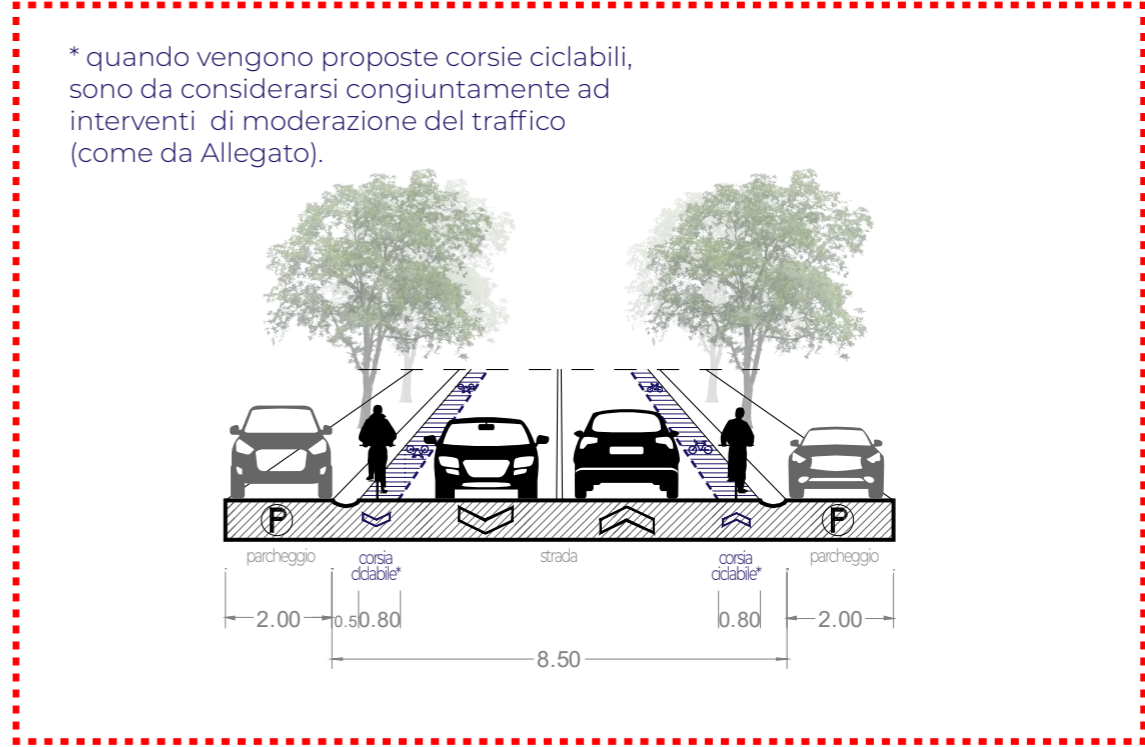 * quando vengono proposte corsie ciclabili,
sono da considerarsi congiuntamente ad
interventi di moderazione del traffico
(come da Allegato).
P P
parcheggio corsia strada corsia parcheggio
ciclabile* ciclabile*
2.00 0.5 0.80 0.80 2.00
8.50